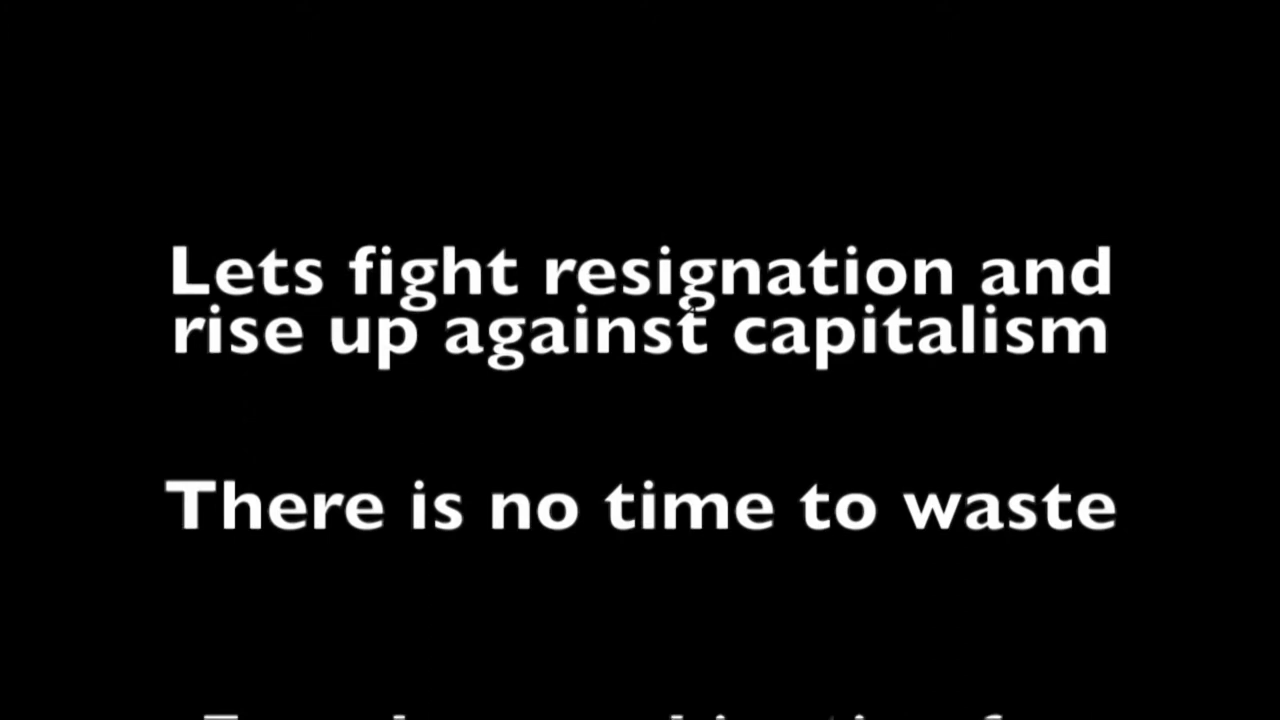 Lets fight resignation and
rise up against capitalism
There is no time to waste